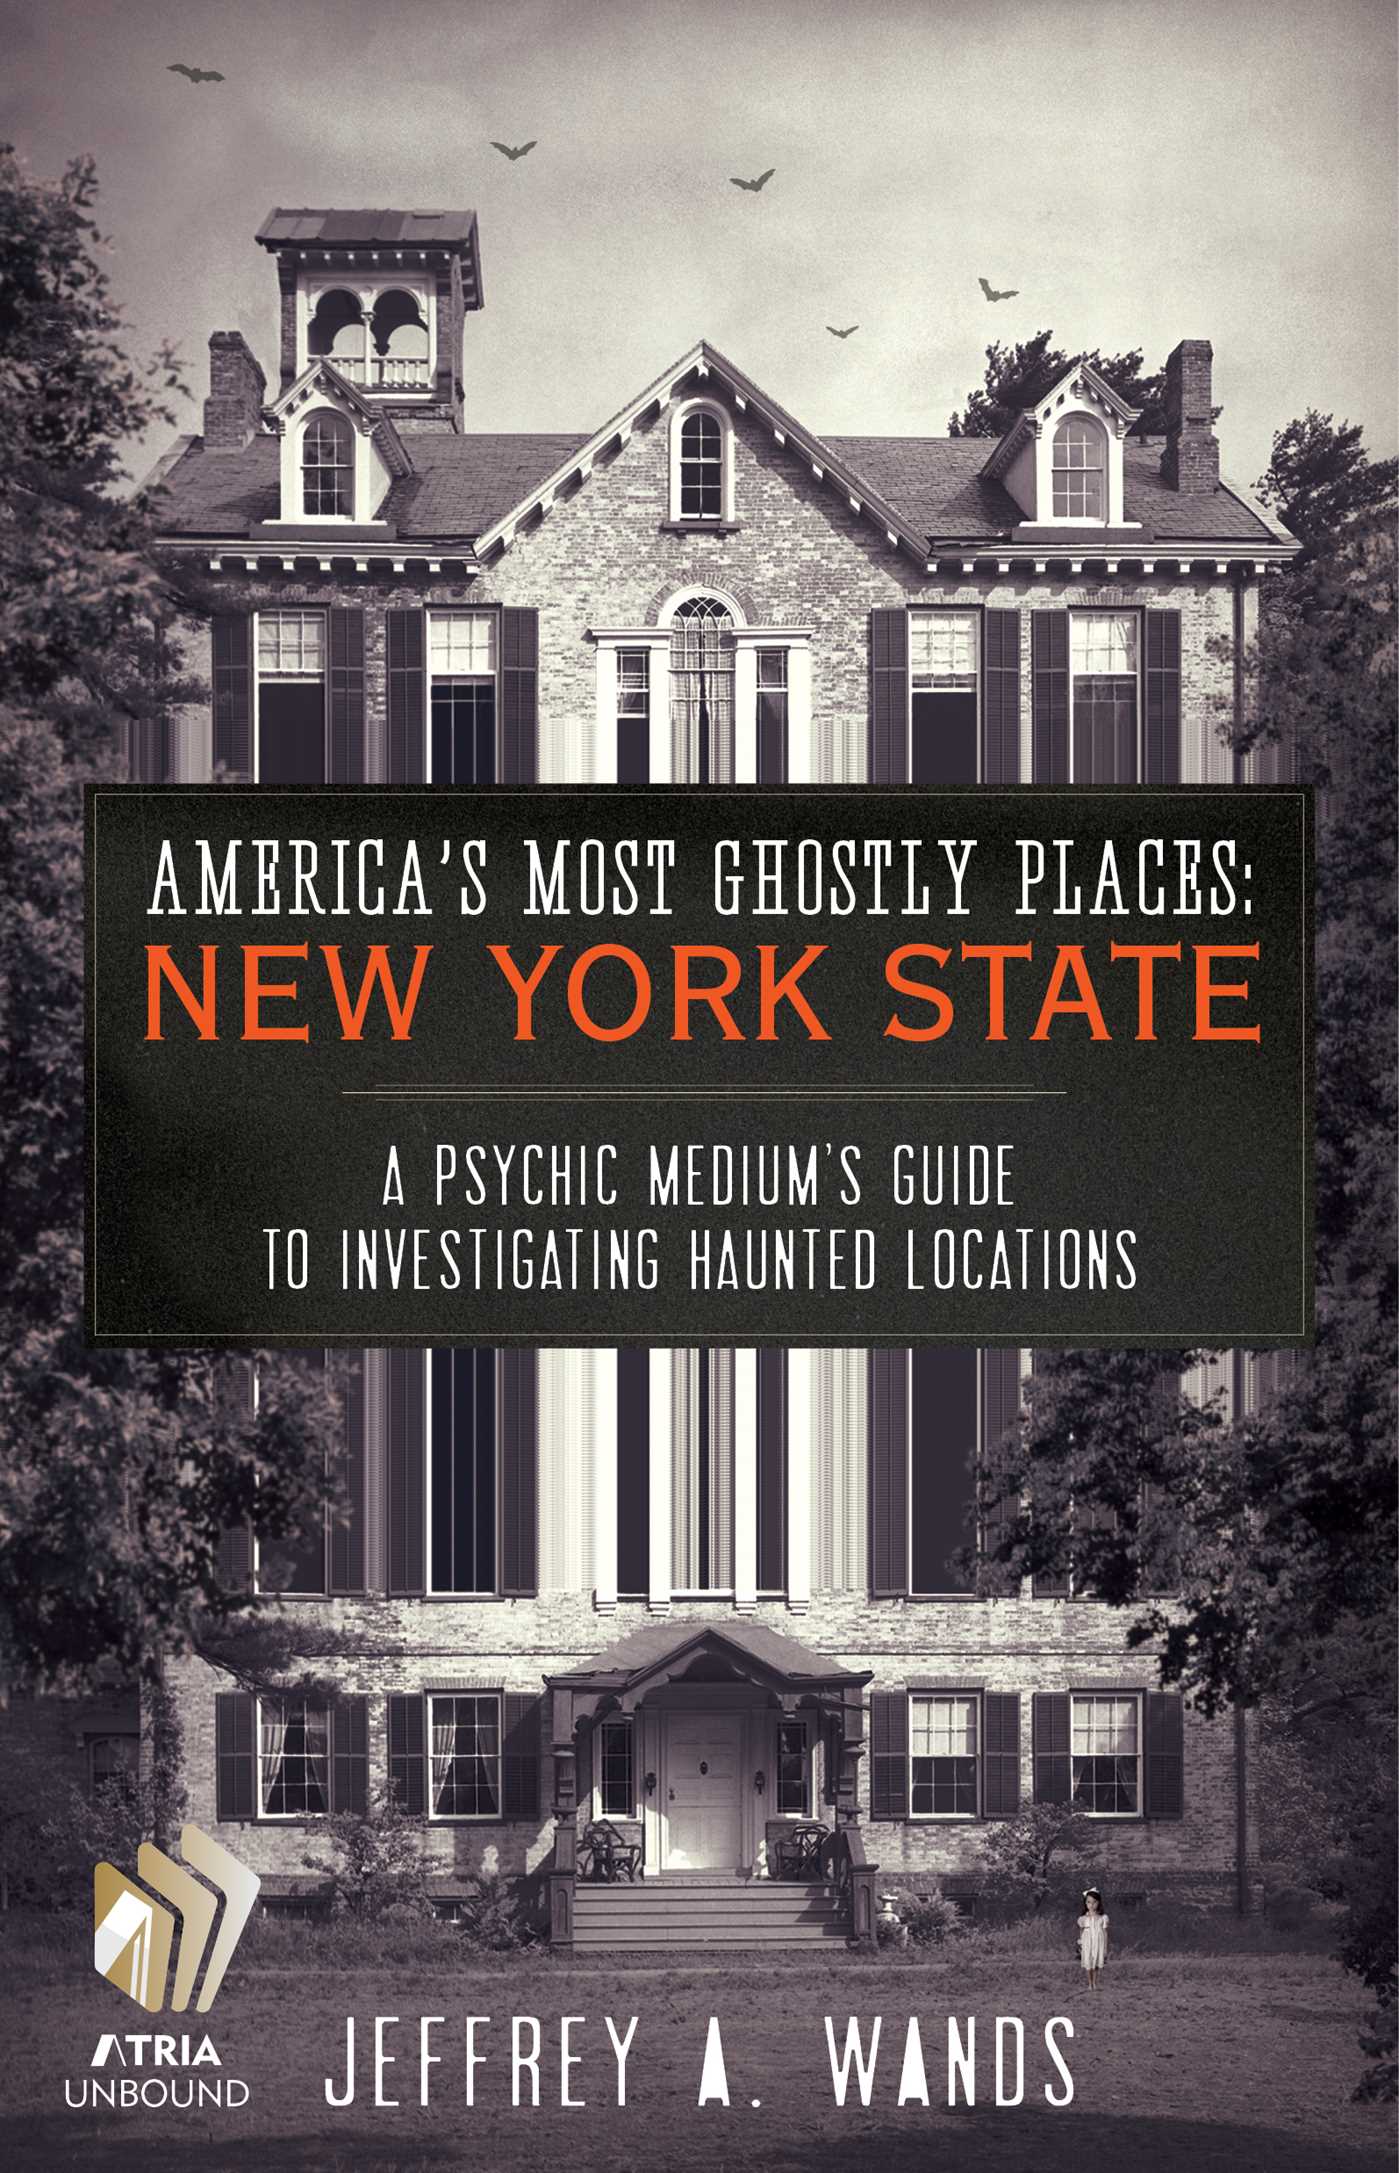 AMERICA'S MOST GHOSTLY PLACES:
NEW YORK STATE
A PSYCHIC MEDIUM'S GUIDE
TO INVESTIGATING HAUNTED LOCATIONS
ATRIA
UNBOUND
JEFFREY A. WANDS